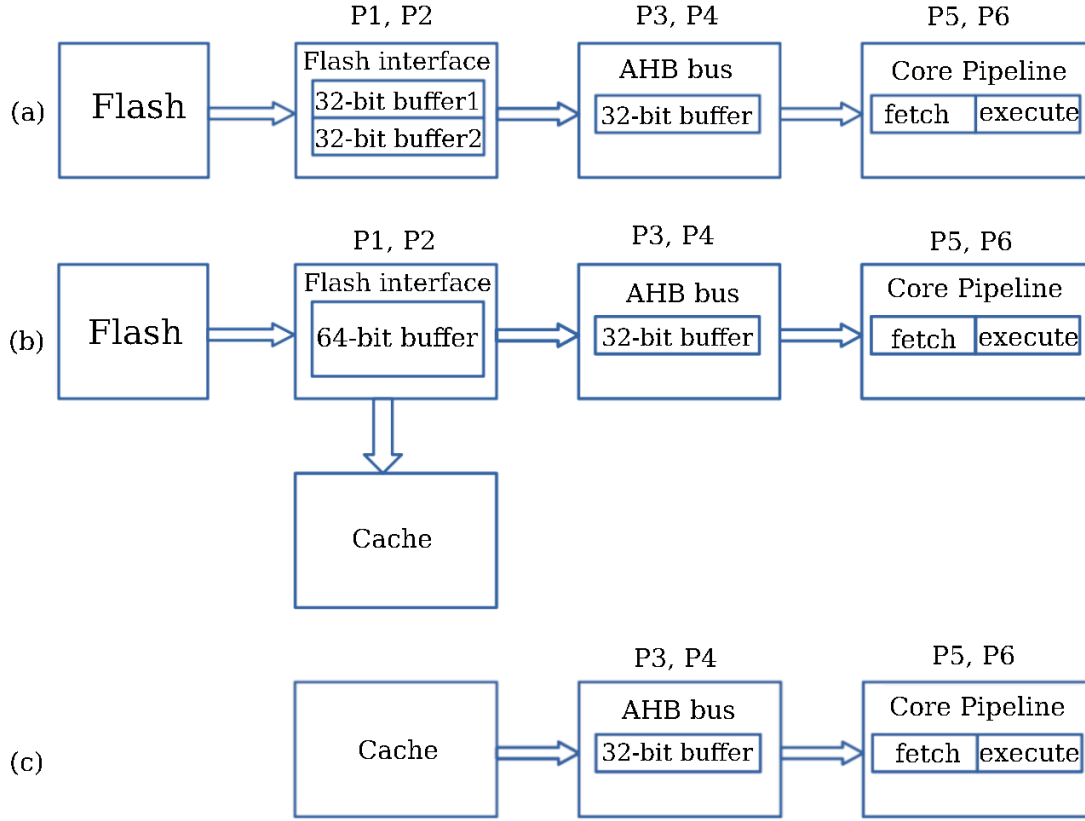 P1, P2
P3, P4
P5, P6
(a)
Flash
Flash interface
32-bit buffer1
32-bit buffer2
AHB bus
32-bit buffer
Core Pipeline
fetch
execute
P1, P2
P3, P4
P5, P6
(b)
Flash
Flash interface
64-bit buffer
AHB bus
32-bit buffer
Core Pipeline
fetch
execute
Cache
P3, P4
P5, P6
(c)
Cache
AHB bus
32-bit buffer
Core Pipeline
fetch
execute